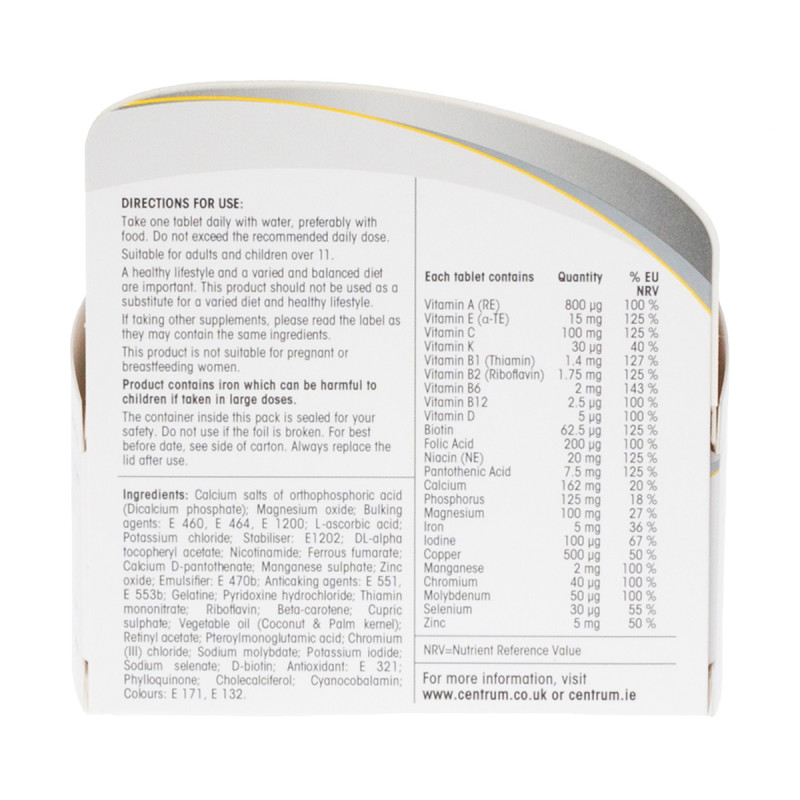 DIRECTIONS FOR USE:
Take one tablet daily with water, preferably with
food. Do not exceed the recommended daily dose.
Suitable for adults and children over 11.
A healthy lifestyle and a varied and balanced diet
are important. This product should not be used as a
substitute for a varied diet and healthy lifestyle.
If taking other supplements, please read the label as
they may contain the same ingredients.
This product is not suitable for pregnant or
breastfeeding women.
Product contains iron which can be harmful to
children if taken in large doses.
The container inside this pack is sealed for your
safety. Do not use if the foil is broken. For best
before date, see side of carton. Always replace the
lid after use.
Ingredients: Calcium salts of orthophosphoric acid
(Dicalcium phosphate); Magnesium oxide; Bulking
agents: E 460, E 464, E 1200; L-ascorbic acid;
Potassium chloride; Stabiliser: E1202; DL-alpha
tocopheryl acetate; Nicotinamide; Ferrous fumarate;
Calcium D-pantothenate; Manganese sulphate; Zinc
oxide; Emulsifier: E 470b; Anticaking agents: E 551,
E 553b; Gelatine; Pyridoxine hydrochloride; Thiamin
mononitrate; Riboflavin; Beta-carotene; Cupric
sulphate; Vegetable oil (Coconut & Palm kernel);
Retinyl acetate; Pteroylmonoglutamic acid; Chromium
(III) chloride; Sodium molybdate; Potassium iodide;
Sodium selenate; D-biotin; Antioxidant: E 321;
Phylloquinone; Cholecalciferol; Cyanocobalamin;
Colours: E 171, E 132.
Each tablet contains Quantity % EU
NRV
Vitamin A (RE) 800 µg 100 %
Vitamin E (α-TE) 15 mg 125 %
Vitamin C 100 mg 125 %
Vitamin K 30 µg 40 %
Vitamin B1 (Thiamin) 1.4 mg 127 %
Vitamin B2 (Riboflavin) 1.75 mg 125 %
Vitamin B6 2 mg 143 %
Vitamin B12 2.5 µg 100 %
Vitamin D 5 µg 100 %
Biotin 62.5 µg 125 %
Folic Acid 200 µg 100 %
Niacin (NE) 20 mg 125 %
Pantothenic Acid 7.5 mg 125 %
Calcium 162 mg 20 %
Phosphorus 125 mg 18 %
Magnesium 100 mg 27 %
Iron 5 mg 36 %
Iodine 100 µg 67 %
Copper 500 µg 50 %
Manganese 2 mg 100 %
Chromium 40 µg 100 %
Molybdenum 50 µg 100 %
Selenium 30 µg 55 %
Zinc 5 mg 50 %
NRV=Nutrient Reference Value
For more information, visit
www.centrum.co.uk or centrum.ie